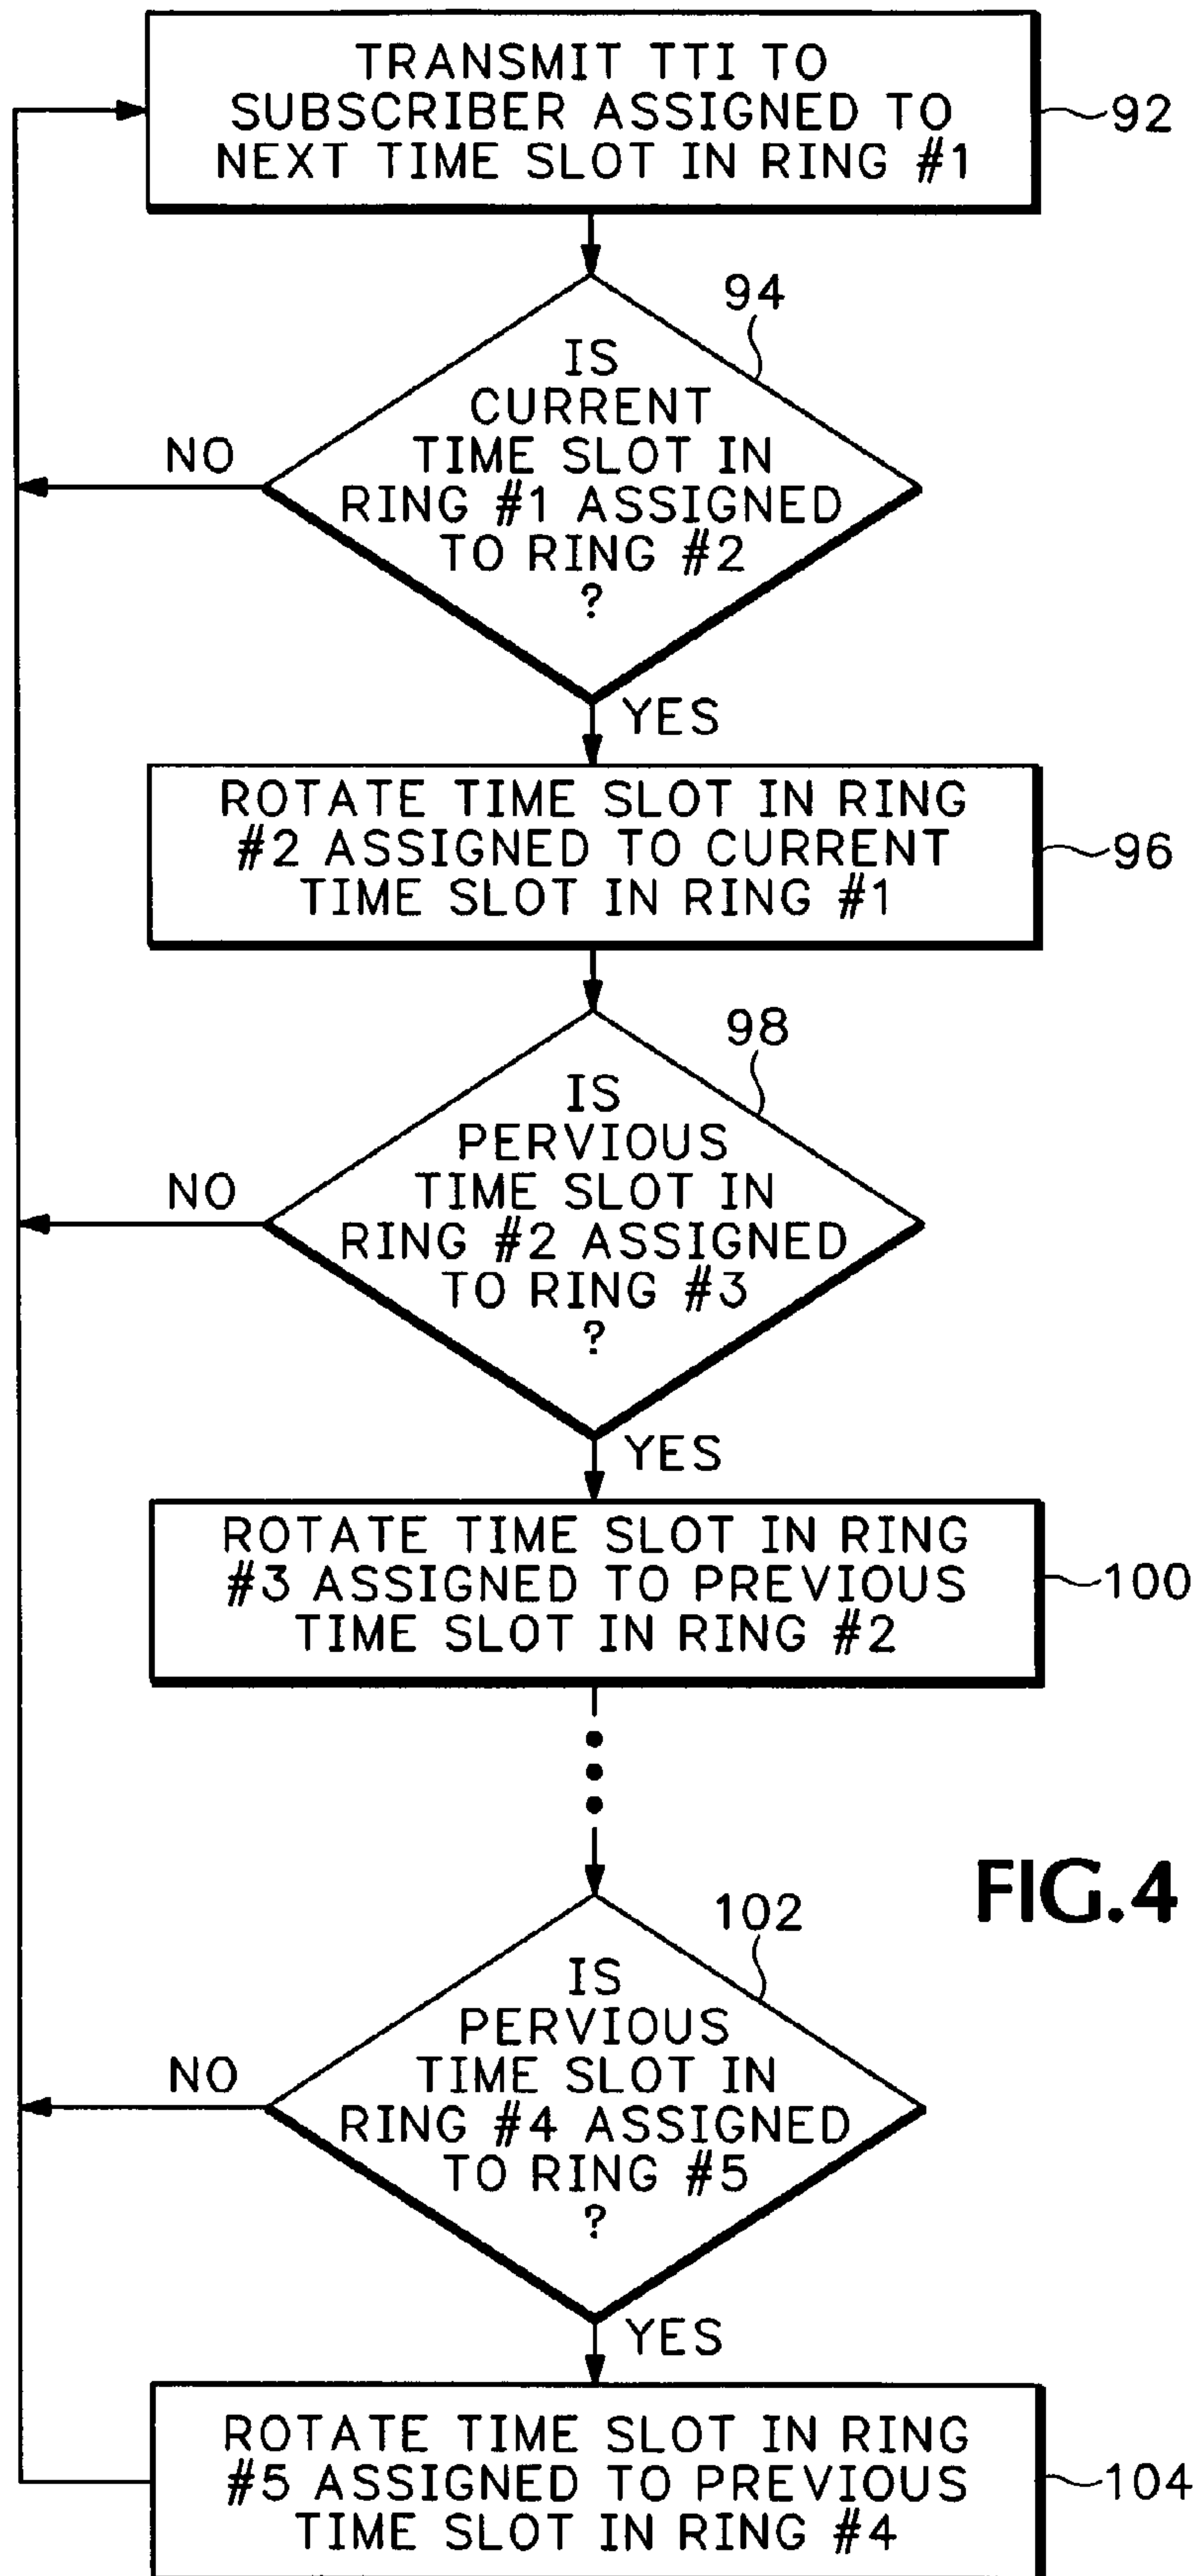 TRANSMIT TTI TO
SUBSCRIBER ASSIGNED TO
NEXT TIME SLOT IN RING #1
92
94
IS
CURRENT
TIME SLOT IN
RING #1 ASSIGNED
TO RING #2
?
NO
YES
ROTATE TIME SLOT IN RING
#2 ASSIGNED TO CURRENT
TIME SLOT IN RING #1
96
98
IS
PERVIOUS
TIME SLOT IN
RING #2 ASSIGNED
TO RING #3
?
NO
YES
ROTATE TIME SLOT IN RING
#3 ASSIGNED TO PREVIOUS
TIME SLOT IN RING #2
100
FIG.4
102
IS
PERVIOUS
TIME SLOT IN
RING #4 ASSIGNED
TO RING #5
?
NO
YES
ROTATE TIME SLOT IN RING
#5 ASSIGNED TO PREVIOUS
TIME SLOT IN RING #4
104